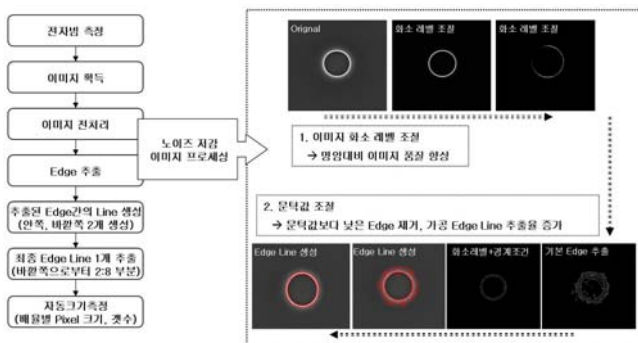 전자빔 측정
이미지 획득
이미지 전처리
Edge 추출
추출된 Edge간의 Line 생성
(안쪽, 바깥쪽 2개 생성)
최종 Edge Line 1개 추출
(바깥쪽으로부터 2:8 부분)
자동크기측정
(배율별 Pixel 크기, 갯수)
노이즈 저감
이미지 프로세싱
Orignal
화소 레벨 조절
화소 레벨 조절
1. 이미지 화소 레벨 조절
→ 명암대비 이미지 품질 향상
2. 문턱값 조절
→ 문턱값보다 낮은 Edge 제거, 가공 Edge Line 추출율 증가
Edge Line 생성
Edge Line 생성
화소레벨+경계조건
기본 Edge 추출